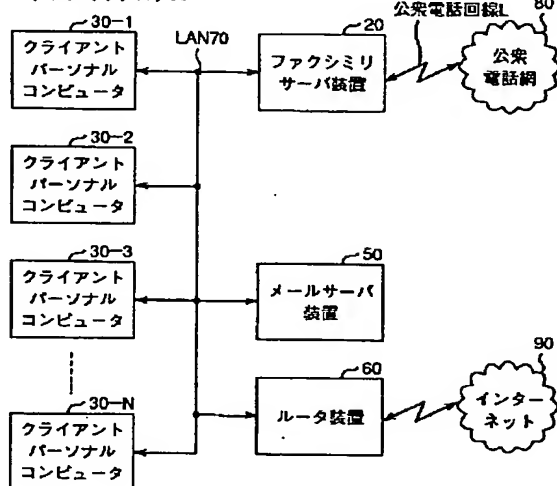 30-1
クライアント
パーソナル
コンピュータ
LAN70
20
ファクシミリ
サーバ装置
公衆電話回線L
80
公衆
電話網
30-2
クライアント
パーソナル
コンピュータ
30-3
クライアント
パーソナル
コンピュータ
50
メールサーバ
装置
60
ルータ装置
90
インター
ネット
30-N
クライアント
パーソナル
コンピュータ